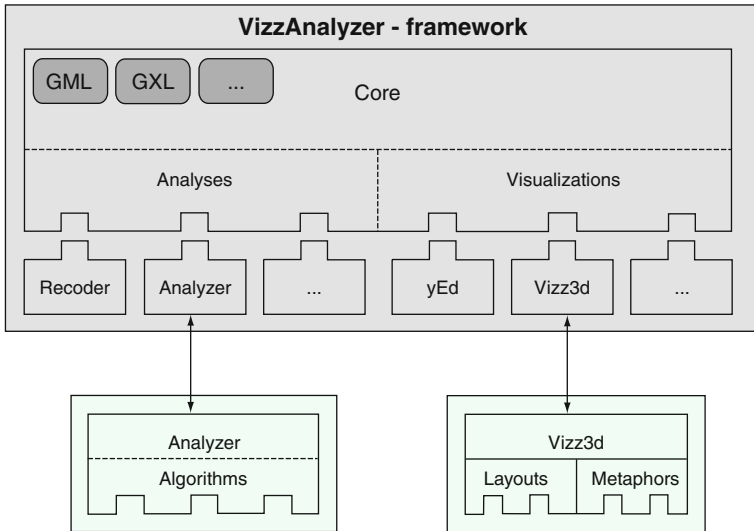 VizzAnalyzer - framework
GML GXL ...
Core
Analyses Visualizations
Recoder Analyzer ... yEd Vizz3d ...
Analyzer
Algorithms
Vizz3d
Layouts Metaphors